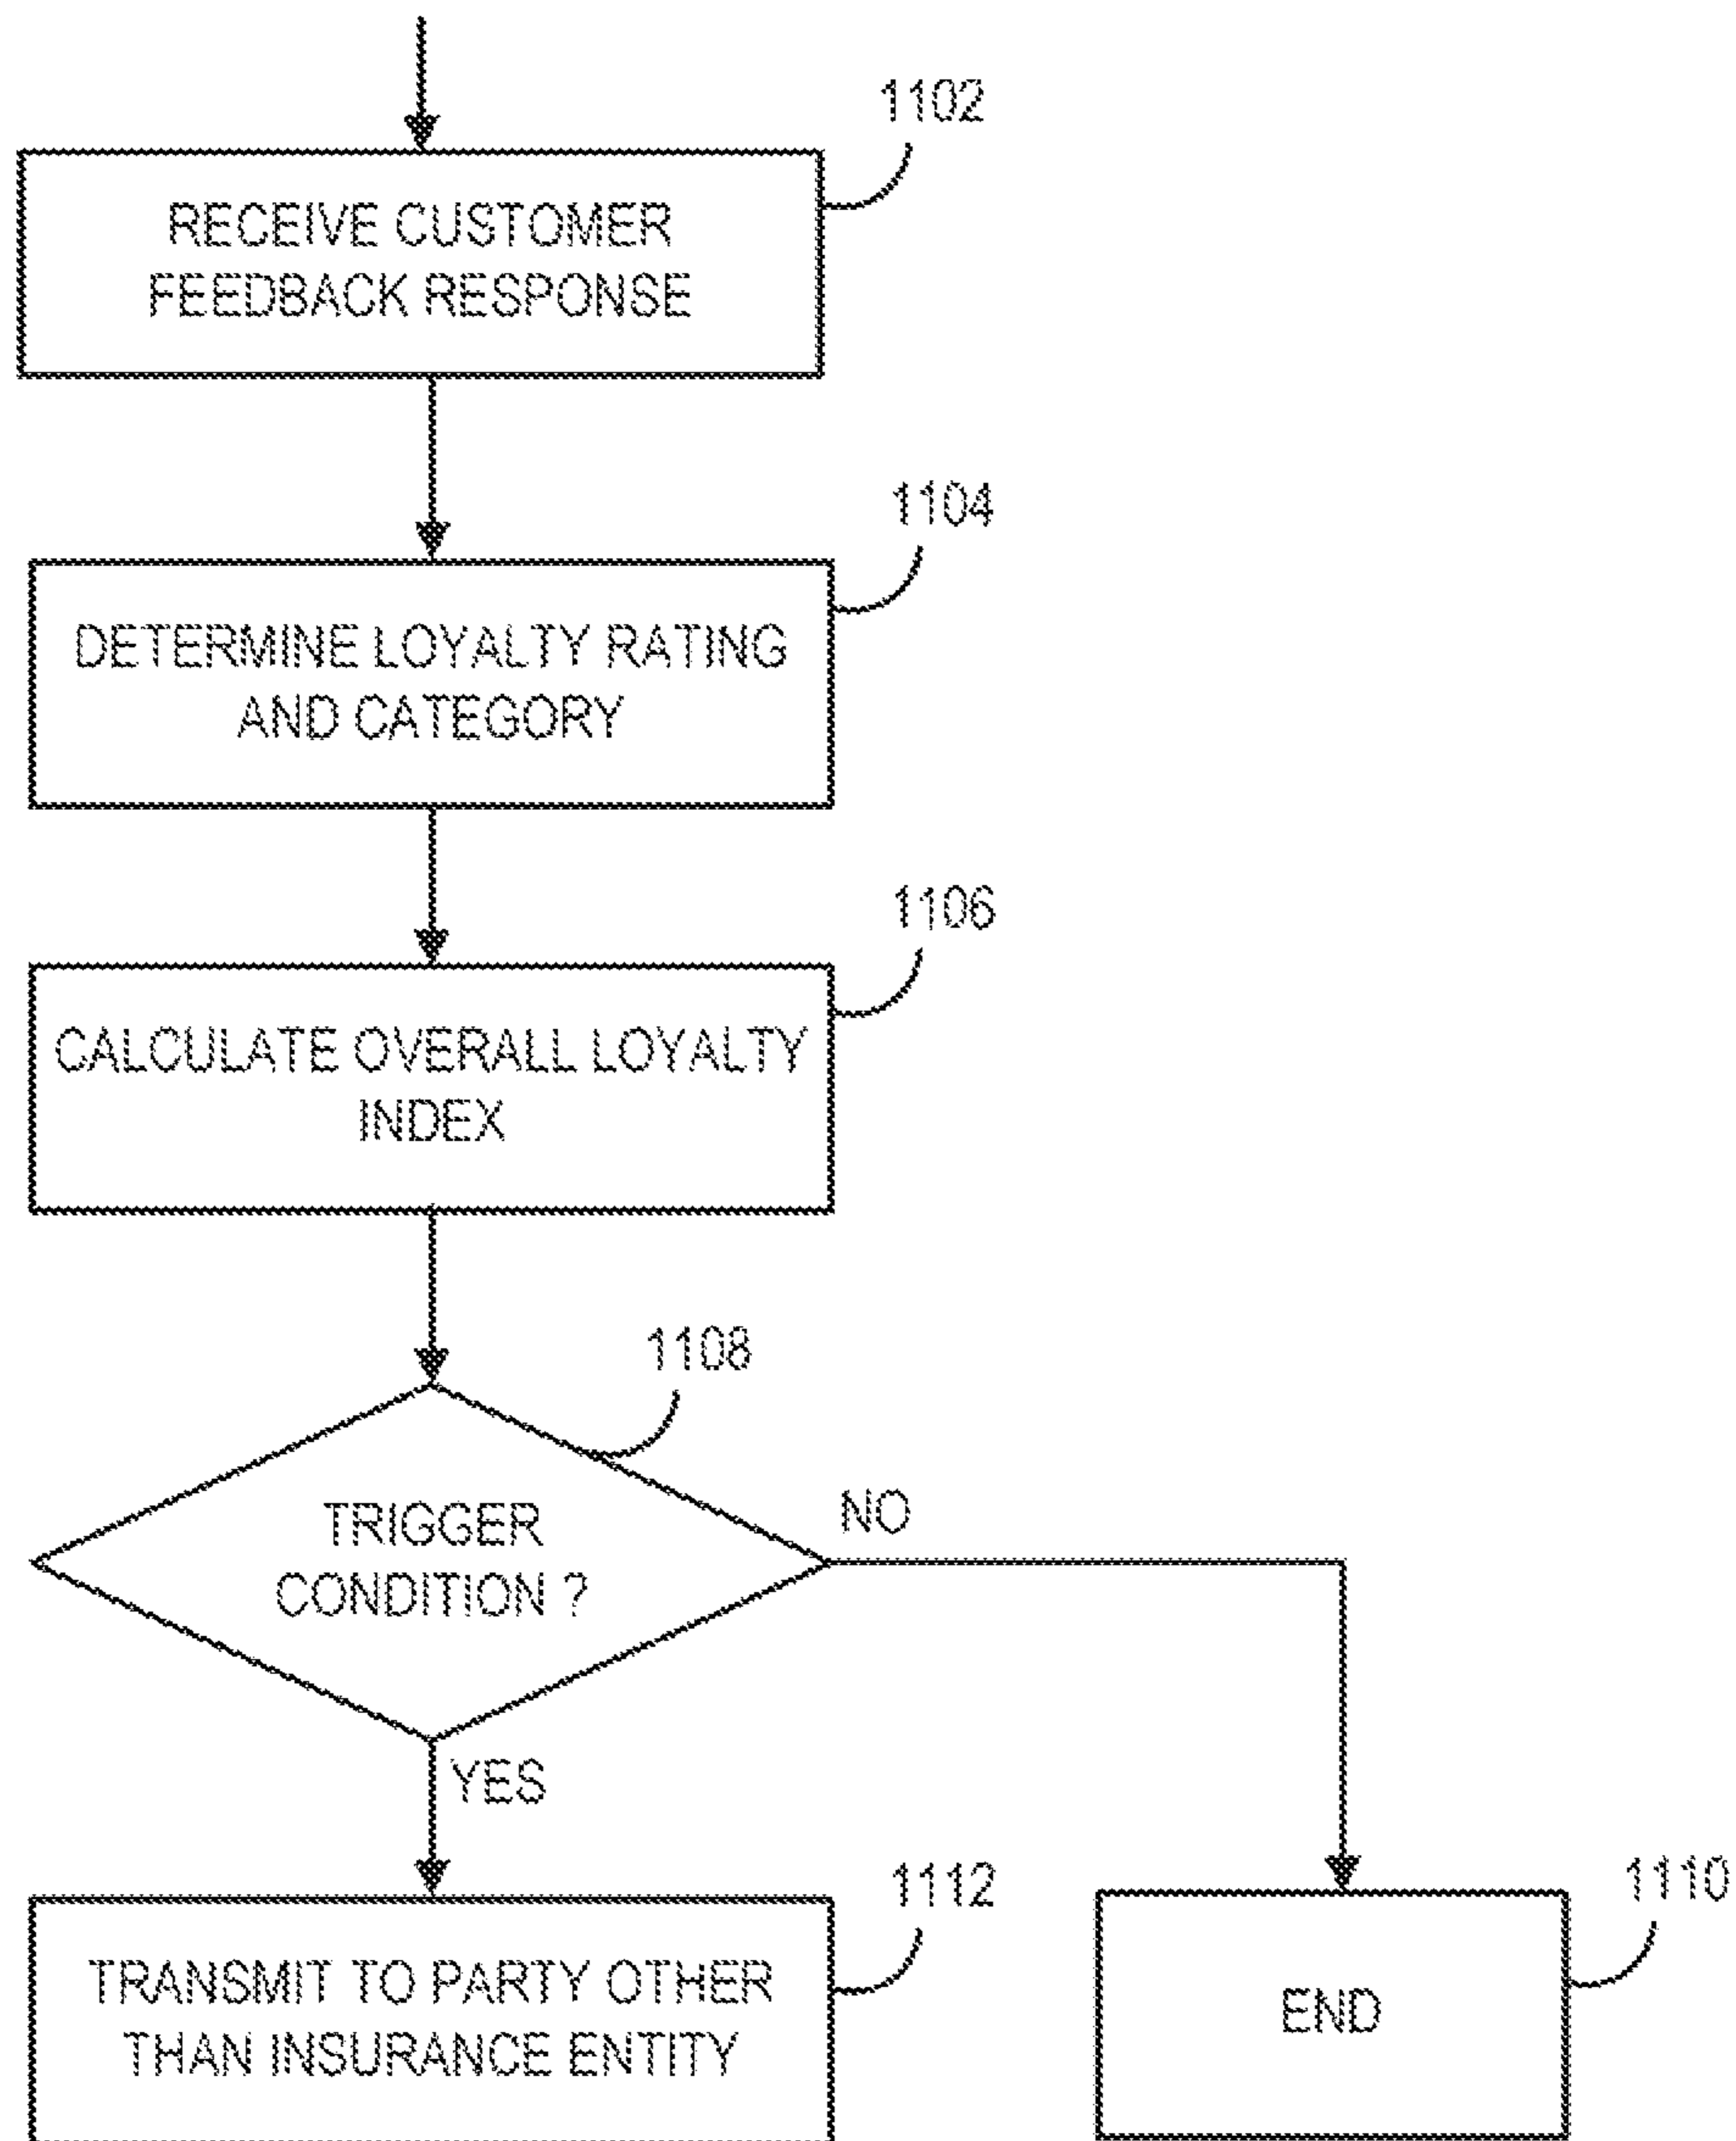 1102
RECEIVE CUSTOMER
FEEDBACK RESPONSE
1104
DETERMINE LOYALTY RATING
AND CATEGORY
1106
CALCULATE OVERALL LOYALTY
INDEX
1108
TRIGGER
CONDITION ?
NO
YES
1112
TRANSMIT TO PARTY OTHER
THAN INSURANCE ENTITY
1110
END